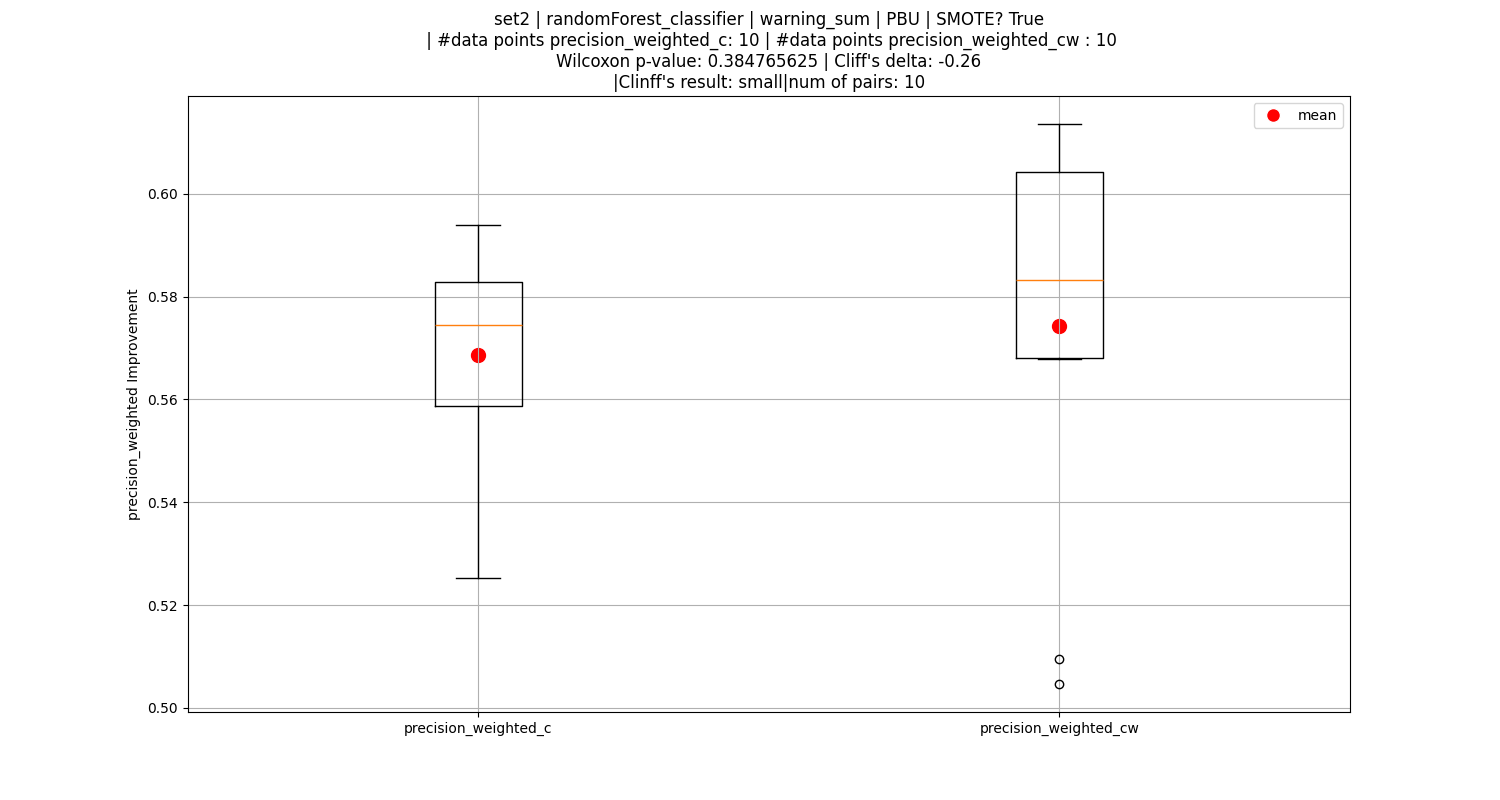 set2 | randomForest_classifier | warning_sum | PBU | SMOTE? True
| #data points precision_weighted_c: 10 | #data points precision_weighted_cw : 10
Wilcoxon p-value: 0.384765625 | Cliff's delta: -0.26
|Clinff's result: small|num of pairs: 10
mean
0.60
0.58
0.56
0.54
0.52
0.50
precision_weighted Improvement
precision_weighted_c
precision_weighted_cw